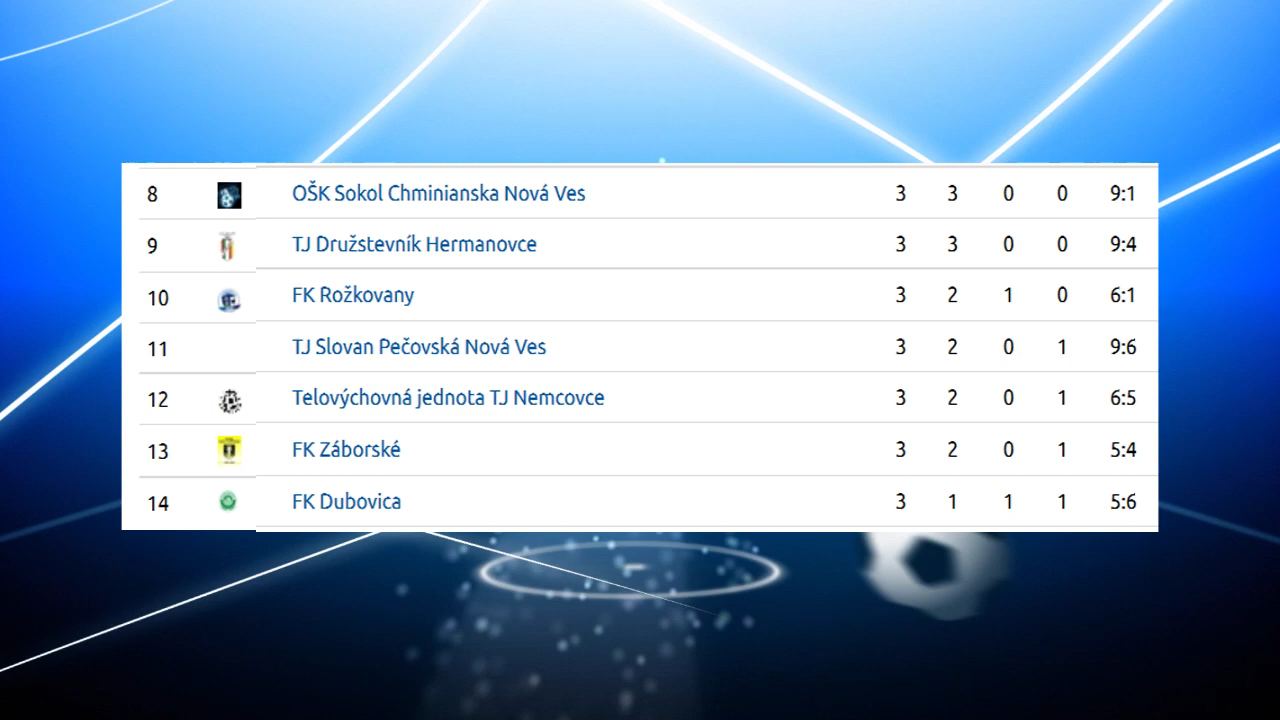 8 OŠK Sokol Chminianska Nová Ves 3 3 0 0 9:1
9 TJ Družstevník Hermanovce 3 3 0 0 9:4
10 FK Rožkovany 3 2 1 0 6:1
11 TJ Slovan Pečovská Nová Ves 3 2 0 1 9:6
12 Telovýchovná jednota TJ Nemcovce 3 2 0 1 6:5
13 FK Záborské 3 2 0 1 5:4
14 FK Dubovica 3 1 1 1 5:6